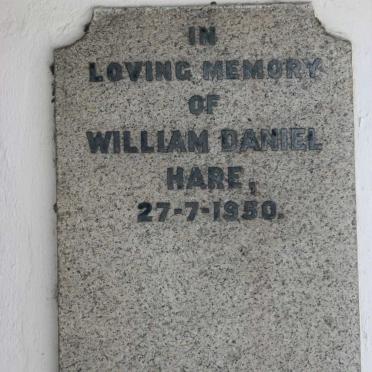 IN
LOVING MEMORY
OF
WILLIAM DANIEL
HARE,
27-7-1950.